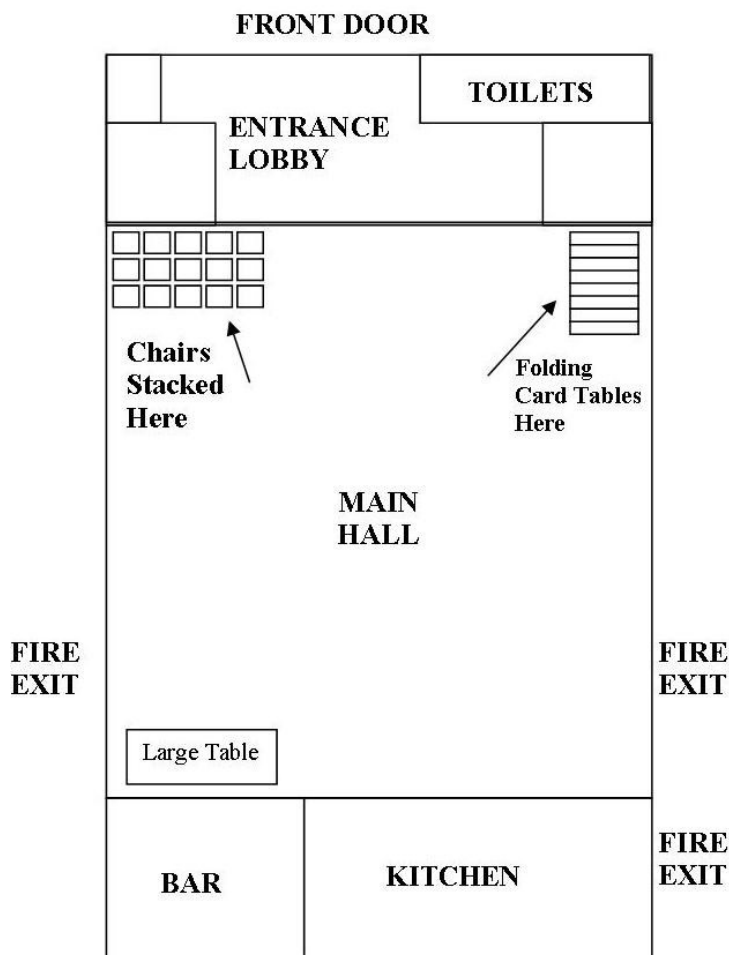 FRONT DOOR
TOILETS
ENTRANCE
LOBBY
Chairs
Stacked
Here
Folding
Card Tables
Here
MAIN
HALL
FIRE
EXIT
FIRE
EXIT
Large Table
BAR
KITCHEN
FIRE
EXIT